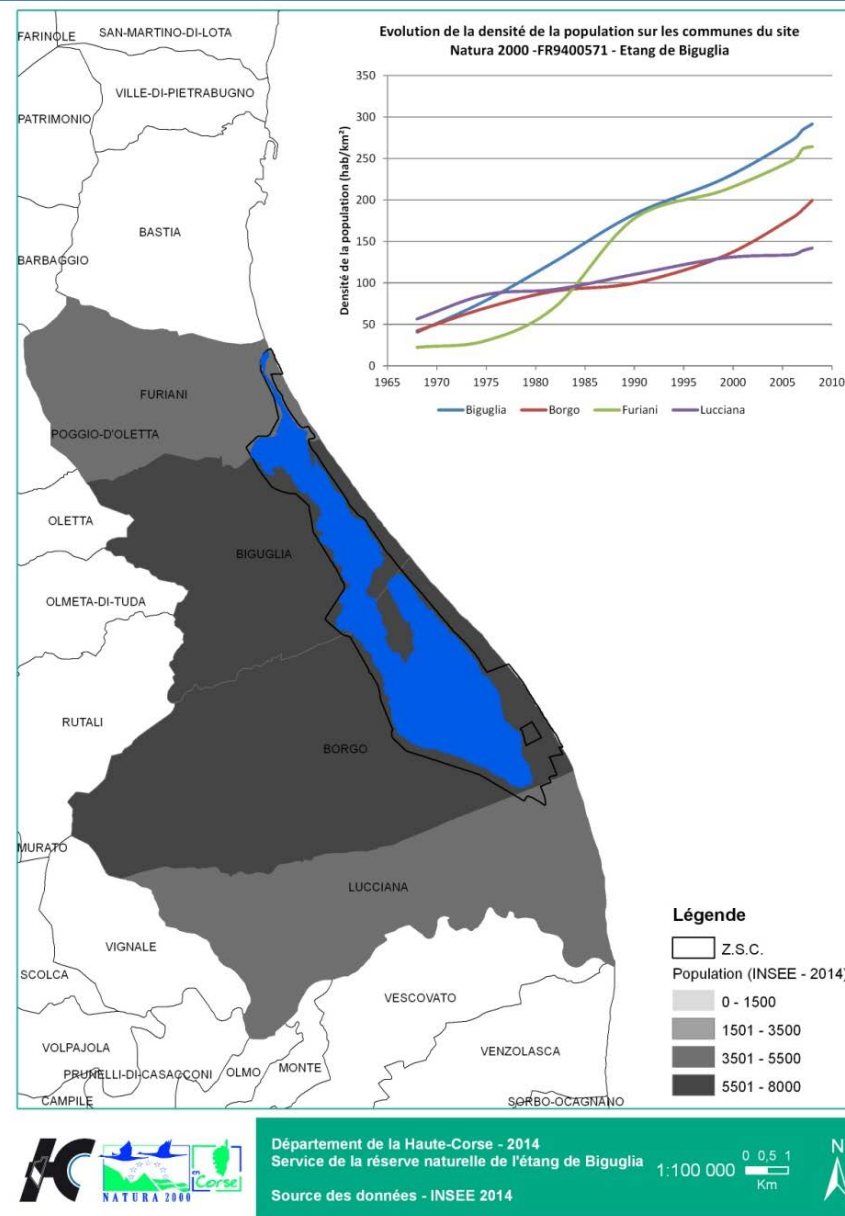 Evolution de la densité de la population sur les communes du site
Natura 2000 -FR9400571 - Etang de Biguglia
Densité de la population (hab/km²)
350
300
250
200
150
100
50
0
1965 1970 1975 1980 1985 1990 1995 2000 2005 2010
Biguglia Borgo Furiani Lucciana
FARINOLE
SAN-MARTINO-DI-LOTA
VILLE-DI-PIETRABUGNO
PATRIMONIO
BASTIA
BARBAGGIO
FURIANI
POGGIO-D'OLETTA
OLETTA
BIGUGLIA
OLMETA-DI-TUDA
RUTALI
BORGO
MURATO
LUCCIANA
VIGNALE
SCOLCA
VESCOVATO
VOLPAJOLA
PRUNELLI-DI-CASACCONI
OLMO
MONTE
VENZOLASCA
CAMPILE
SORBO-OCAGNANO
Légende
Z.S.C.
Population (INSEE - 2014)
0 - 1500
1501 - 3500
3501 - 5500
5501 - 8000
HC
NATURA 2000
Corse
Département de la Haute-Corse - 2014
Service de la réserve naturelle de l'étang de Biguglia
Source des données - INSEE 2014
1:100 000
0 0,5 1
Km
N